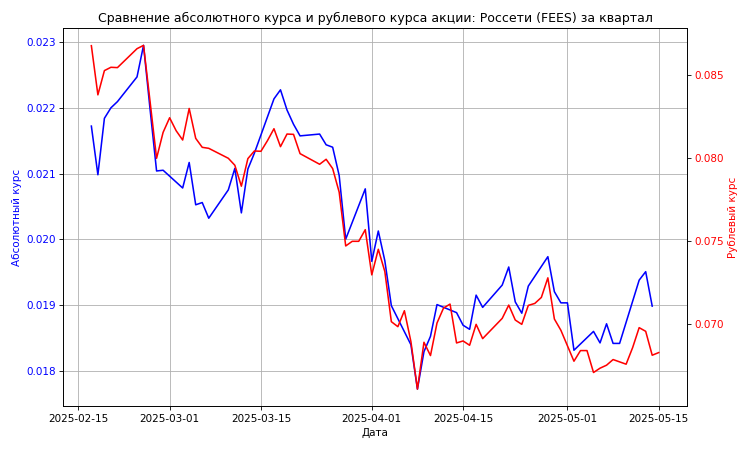 Сравнение абсолютного курса и рублевого курса акции: Россети (FEES) за квартал
0.023
0.022
0.021
0.020
0.019
0.018
Абсолютный курс
0.085
0.080
0.075
0.070
Рублевый курс
2025-02-15 2025-03-01 2025-03-15 2025-04-01 2025-04-15 2025-05-01 2025-05-15
Дата